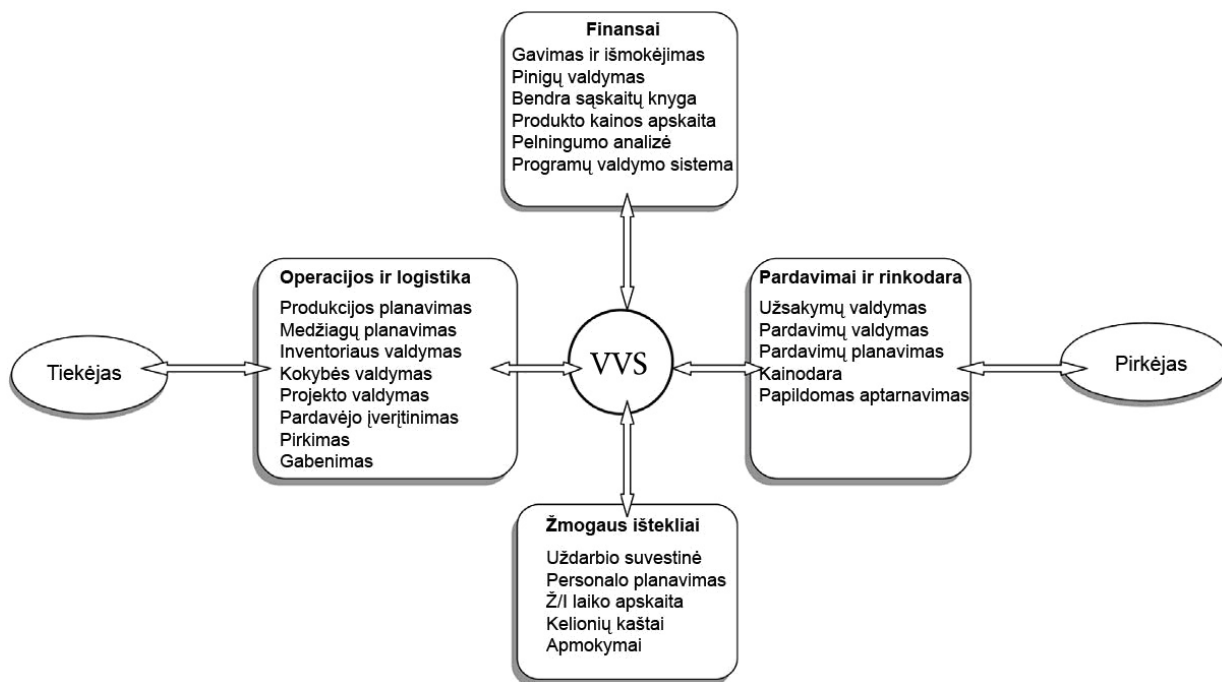 Finansai
Gavimas ir išmokėjimas
Pinigų valdymas
Bendra sąskaitų knyga
Produkto kainos apskaita
Pelningumo analizė
Programų valdymo sistema
Tiekėjas
Operacijos ir logistika
Produkcijos planavimas
Medžiagų planavimas
Inventoriaus valdymas
Kokybės valdymas
Projekto valdymas
Pardavėjo įverįtinimas
Pirkimas
Gabenimas
VVS
Pardavimai ir rinkodara
Užsakymų valdymas
Pardavimų valdymas
Pardavimų planavimas
Kainodara
Papildomas aptarnavimas
Pirkėjas
Žmogaus ištekliai
Uždarbio suvestinė
Personalo planavimas
Ž/I laiko apskaita
Kelionių kaštai
Apmokymai